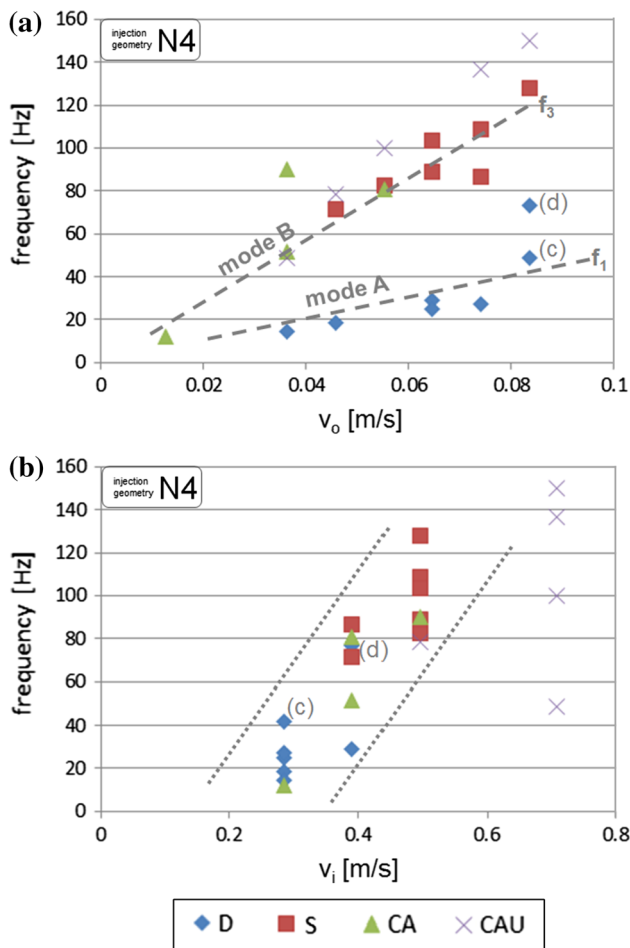 (a)
injection geometry N4
160
140
120
100
80
60
40
20
0
frequency [Hz]
mode B
mode A
f3
f1
(d)
(c)
0 0.02 0.04 0.06 0.08 0.1
vo [m/s]
(b)
injection geometry N4
160
140
120
100
80
60
40
20
0
frequency [Hz]
(d)
(c)
0 0.2 0.4 0.6 0.8
vi [m/s]
D S CA CAU